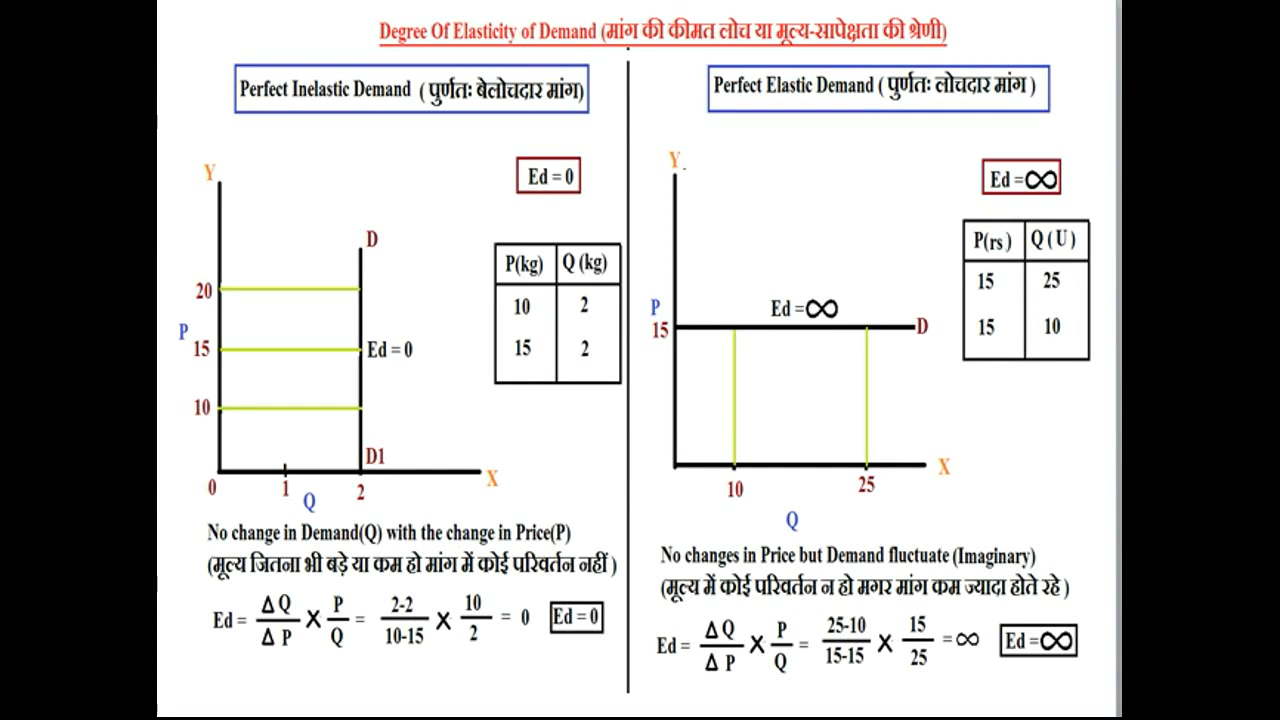 Degree Of Elasticity of Demand (मांग की कीमत लोच या मूल्य-सापेक्षता की श्रेणी)
Perfect Inelastic Demand ( पुर्णतः बेलोचदार मांग)
Ed = 0
P(kg) Q (kg)
10 2
15 2
Y
D
20
P
15
Ed = 0
10
D1
X
0 1 2
Q
No change in Demand(Q) with the change in Price(P)
(मूल्य जितना भी बड़े या कम हो मांग में कोई परिवर्तन नहीं )
Ed = ΔQ/ΔP X P/Q = 2-2/10-15 X 10/2 = 0 Ed = 0
Perfect Elastic Demand ( पुर्णतः लोचदार मांग )
Y
Ed = ∞
P(rs ) Q ( U )
15 25
15 10
P
Ed = ∞
15
D
X
10 25
Q
No changes in Price but Demand fluctuate (Imaginary)
(मूल्य में कोई परिवर्तन न हो मगर मांग कम ज्यादा होते रहे )
Ed = ΔQ/ΔP X P/Q = 25-10/15-15 X 15/25 = ∞ Ed = ∞